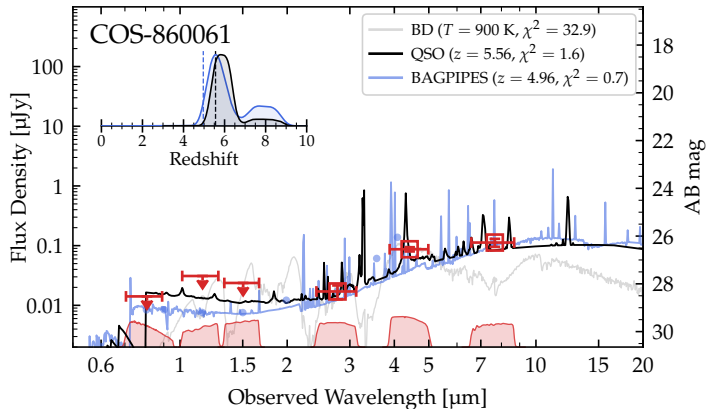 COS-860061
BD (T = 900 K, χ² = 32.9)
QSO (z = 5.56, χ² = 1.6)
BAGPIPES (z = 4.96, χ² = 0.7)
0 2 4 6 8 10
Redshift
100
10
1
0.1
0.01
Flux Density [μJy]
18
20
22
24
26
28
30
AB mag
0.6 1 1.5 2 3 4 5 7 10 15 20
Observed Wavelength [μm]